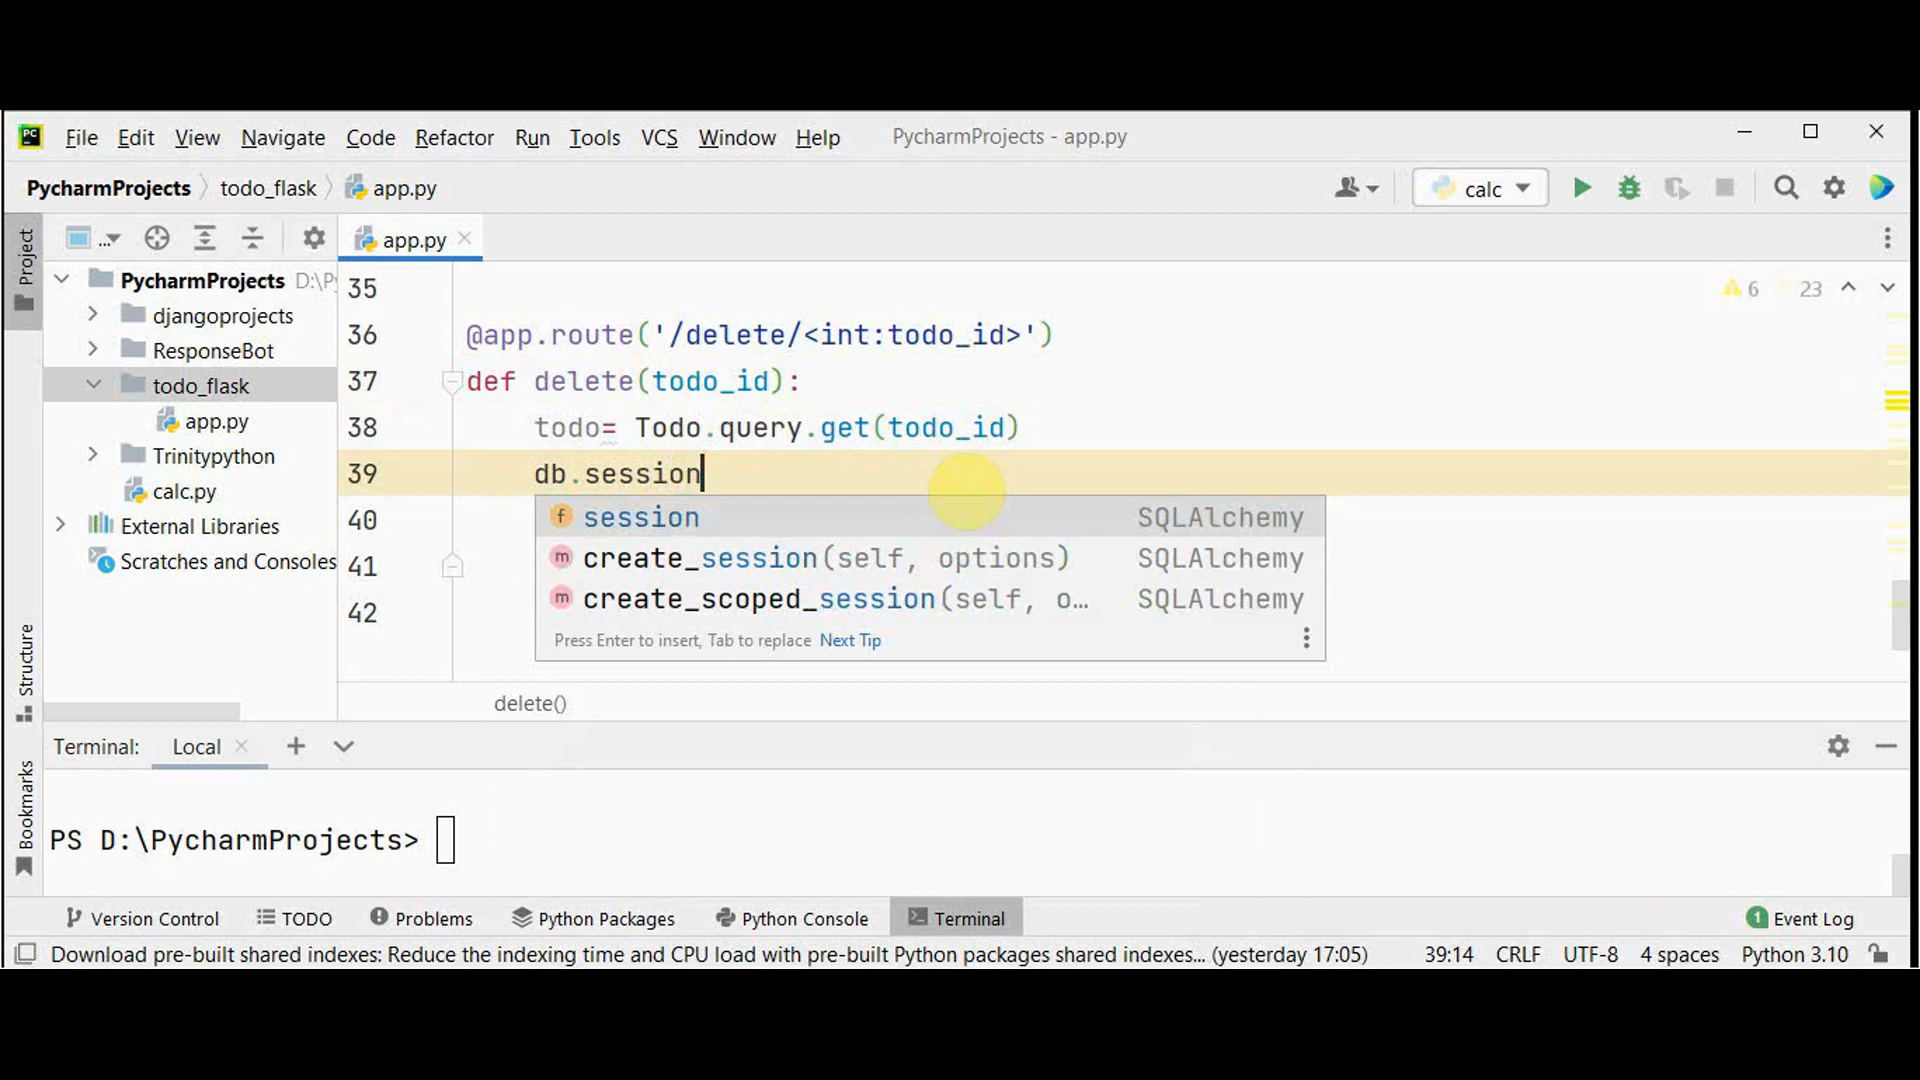 PC File Edit View Navigate Code Refactor Run Tools VCS Window Help PycharmProjects - app.py
PycharmProjects todo_flask app.py calc
Project ... app.py
PycharmProjects D:\Py
djangoprojects
ResponseBot
todo_flask
app.py
Trinitypython
calc.py
External Libraries
Scratches and Consoles
35 6 23
36 @app.route('/delete/<int:todo_id>')
37 def delete(todo_id):
38 todo= Todo.query.get(todo_id)
39 db.session
40
41
42
f session SQLAlchemy
m create_session(self, options) SQLAlchemy
m create_scoped_session(self, o... SQLAlchemy
Press Enter to insert, Tab to replace Next Tip
delete()
Structure
Bookmarks
Terminal: Local
PS D:\PycharmProjects>
Version Control TODO Problems Python Packages Python Console Terminal 1 Event Log
Download pre-built shared indexes: Reduce the indexing time and CPU load with pre-built Python packages shared indexes... (yesterday 17:05) 39:14 CRLF UTF-8 4 spaces Python 3.10